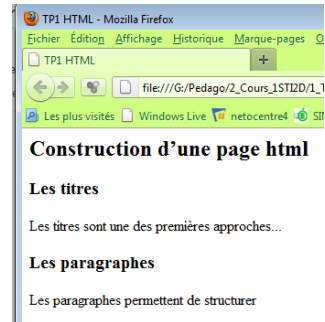 TP1 HTML - Mozilla Firefox
Fichier Édition Affichage Historique Marque-pages
TP1 HTML +
file:///G:/Pedago/2_Cours_1STI2D/1_T
Les plus visités Windows Live netocentre4
Construction d'une page html
Les titres
Les titres sont une des premières approches...
Les paragraphes
Les paragraphes permettent de structurer